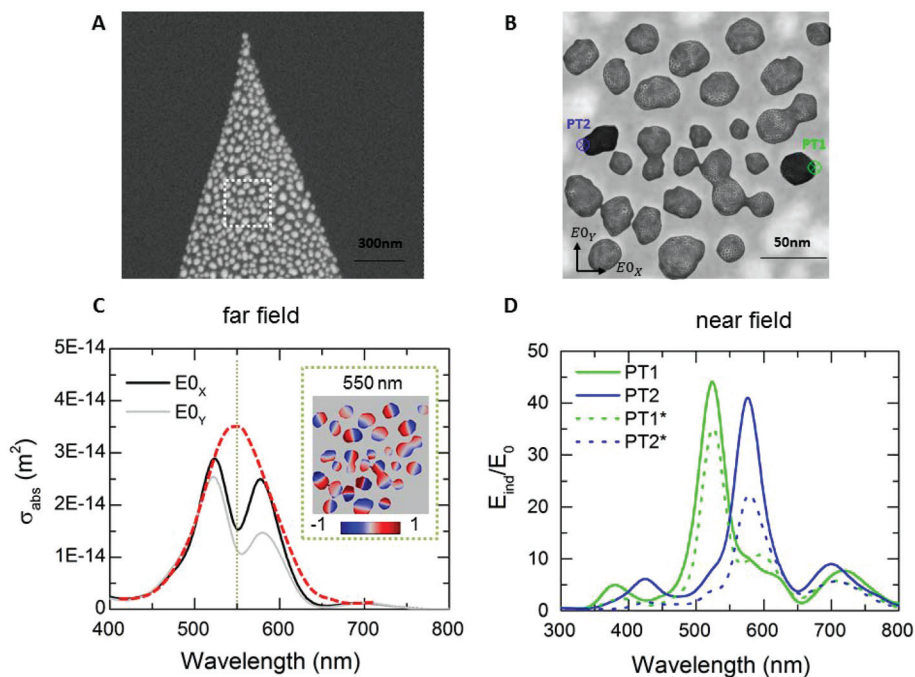 A
300nm
B
PT2
PT1
E0Y
E0X
50nm
C
far field
5E-14
4E-14
3E-14
2E-14
1E-14
0
σabs (m²)
E0X
E0Y
550 nm
-1 1
400 500 600 700 800
Wavelength (nm)
D
near field
50
40
30
20
10
0
Eind/E0
PT1
PT2
PT1*
PT2*
300 400 500 600 700 800
Wavelength (nm)